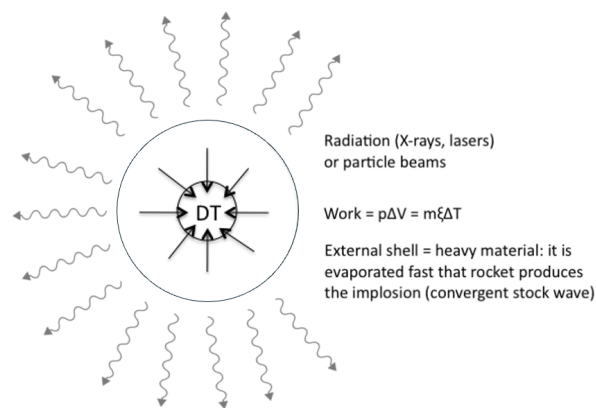 Radiation (X-rays, lasers)
or particle beams
DT
Work = pΔV = mξΔT
External shell = heavy material: it is
evaporated fast that rocket produces
the implosion (convergent stock wave)